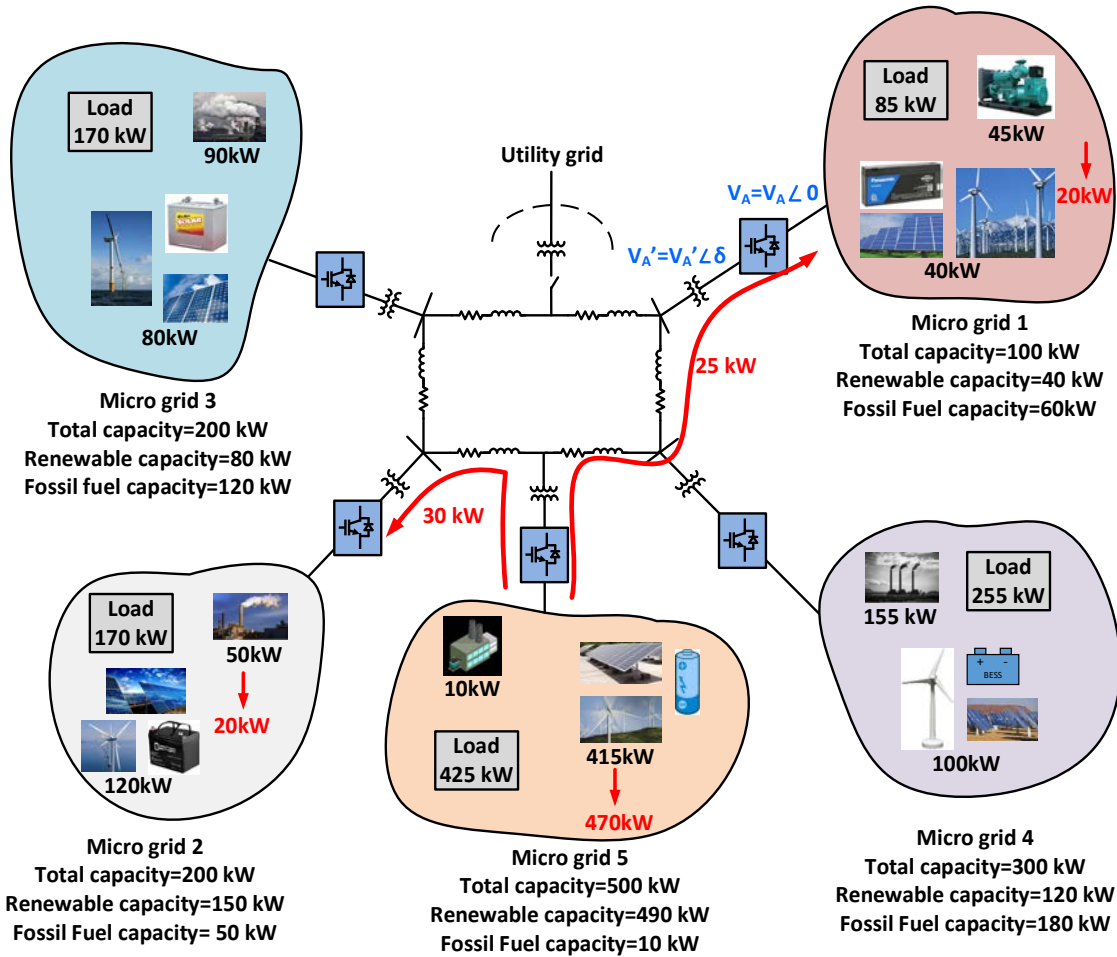 Load
170 kW
90kW
80kW
Micro grid 3
Total capacity=200 kW
Renewable capacity=80 kW
Fossil fuel capacity=120 kW
Utility grid
V_A=V_A∠0
V_A'=V_A'∠δ
Load
85 kW
45kW
20kW
Panasonic
40kW
Micro grid 1
Total capacity=100 kW
Renewable capacity=40 kW
Fossil Fuel capacity=60kW
25 kW
30 kW
Load
170 kW
50kW
20kW
120kW
Micro grid 2
Total capacity=200 kW
Renewable capacity=150 kW
Fossil Fuel capacity= 50 kW
10kW
Load
425 kW
415kW
470kW
Micro grid 5
Total capacity=500 kW
Renewable capacity=490 kW
Fossil Fuel capacity=10 kW
155 kW
Load
255 kW
+ -
BESS
100kW
Micro grid 4
Total capacity=300 kW
Renewable capacity=120 kW
Fossil Fuel capacity=180 kW